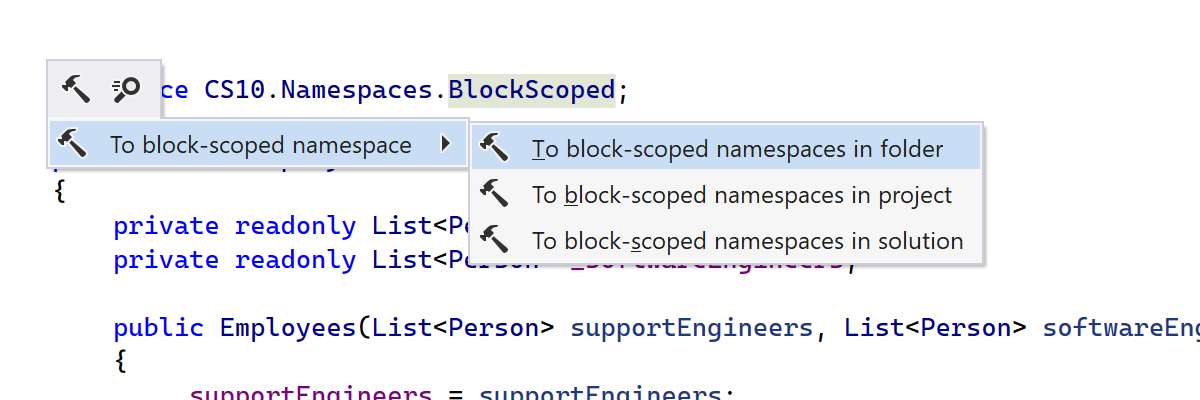 ce CS10.Namespaces.BlockScoped;
To block-scoped namespace
To block-scoped namespaces in folder
To block-scoped namespaces in project
To block-scoped namespaces in solution
{
private readonly List<Pe
private readonly List<Person> _softwareEngineers;
public Employees(List<Person> supportEngineers, List<Person> softwareEng
{
supportEngineers = supportEngineers;